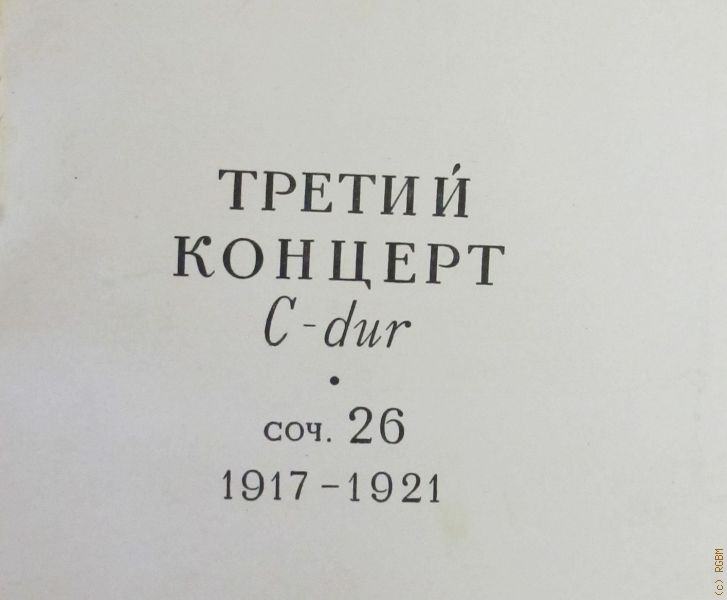 ТРЕТИЙ
КОНЦЕРТ
C-dur
•
соч. 26
1917-1921
(c) RGBM